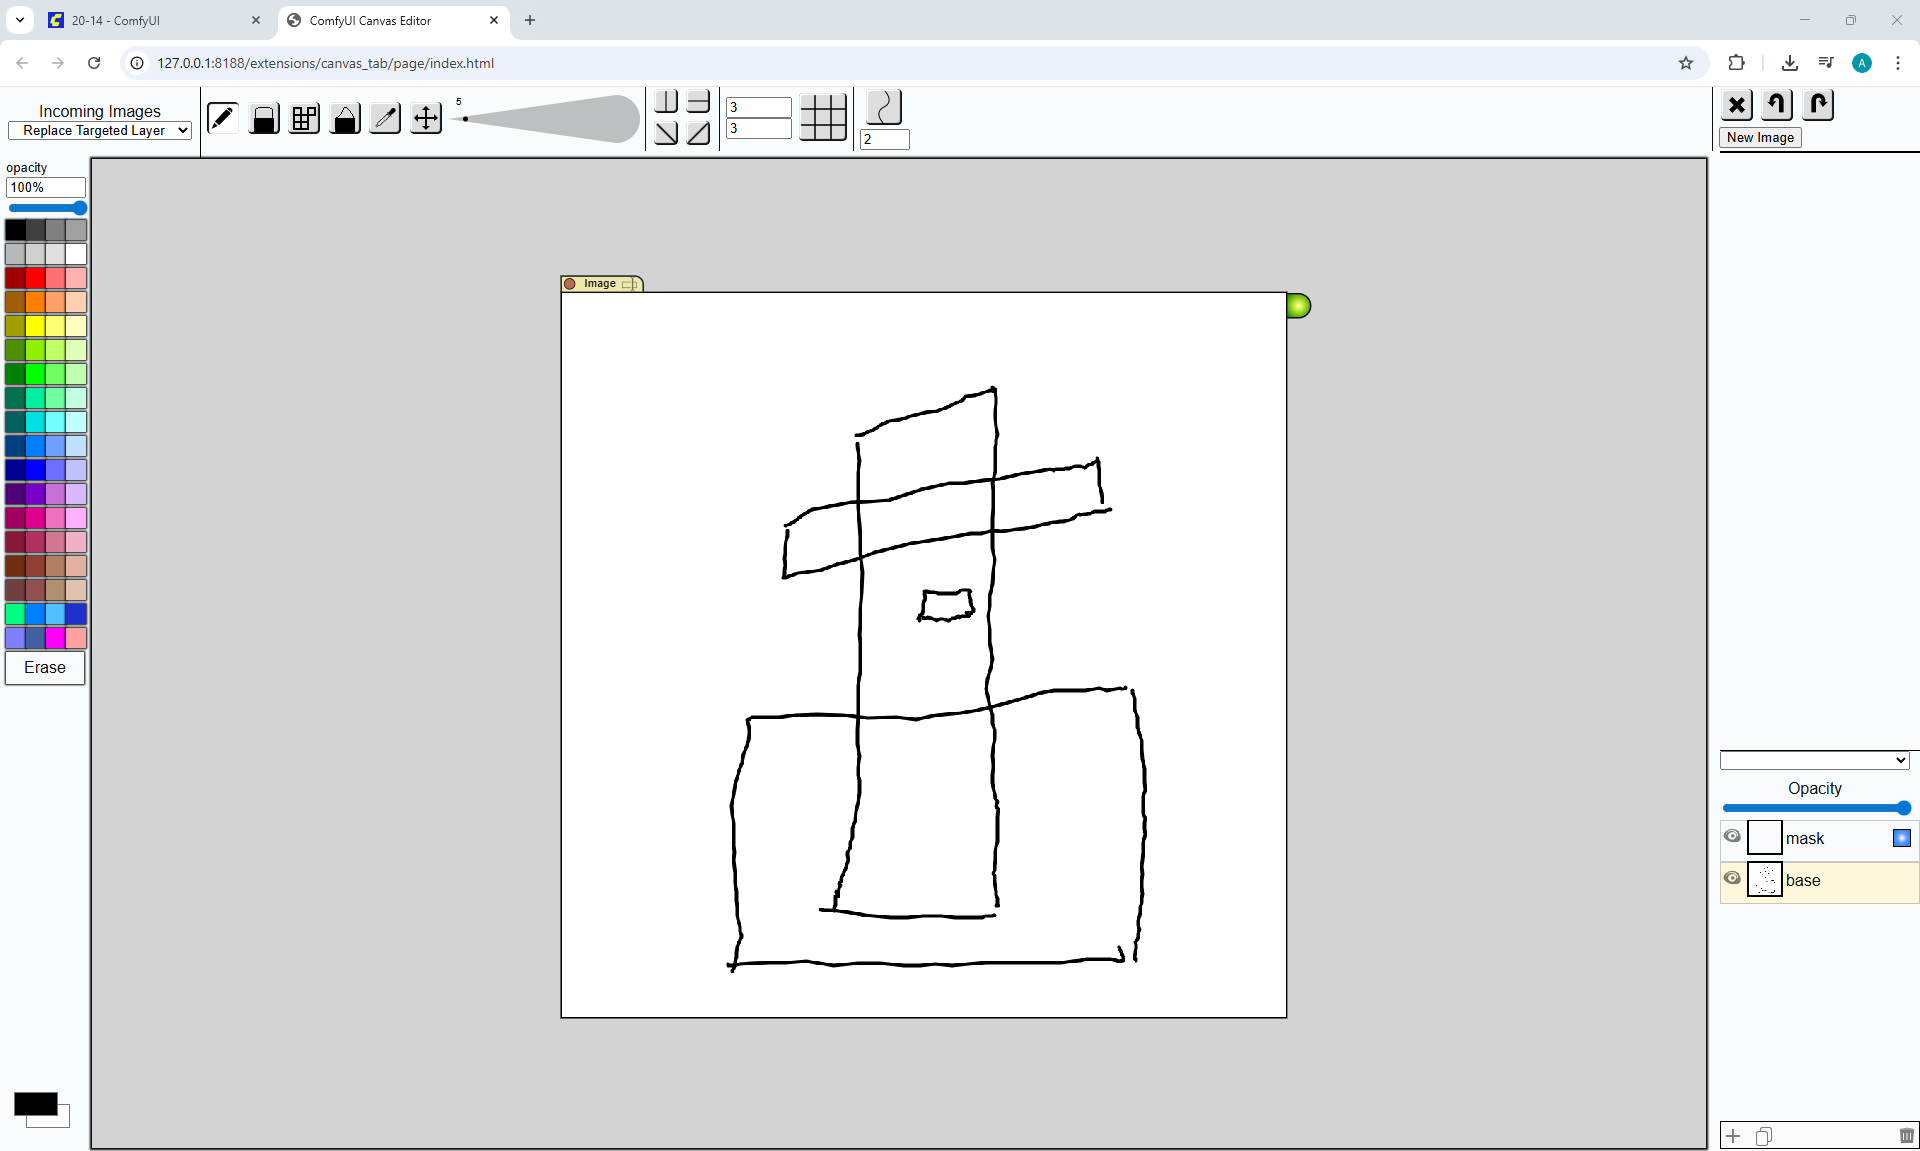 20-14 - ComfyUI
ComfyUI Canvas Editor
127.0.0.1:8188/extensions/canvas_tab/page/index.html
A
Incoming Images
Replace Targeted Layer
5
3
3
2
New Image
opacity
100%
Image
Erase
Opacity
mask
base